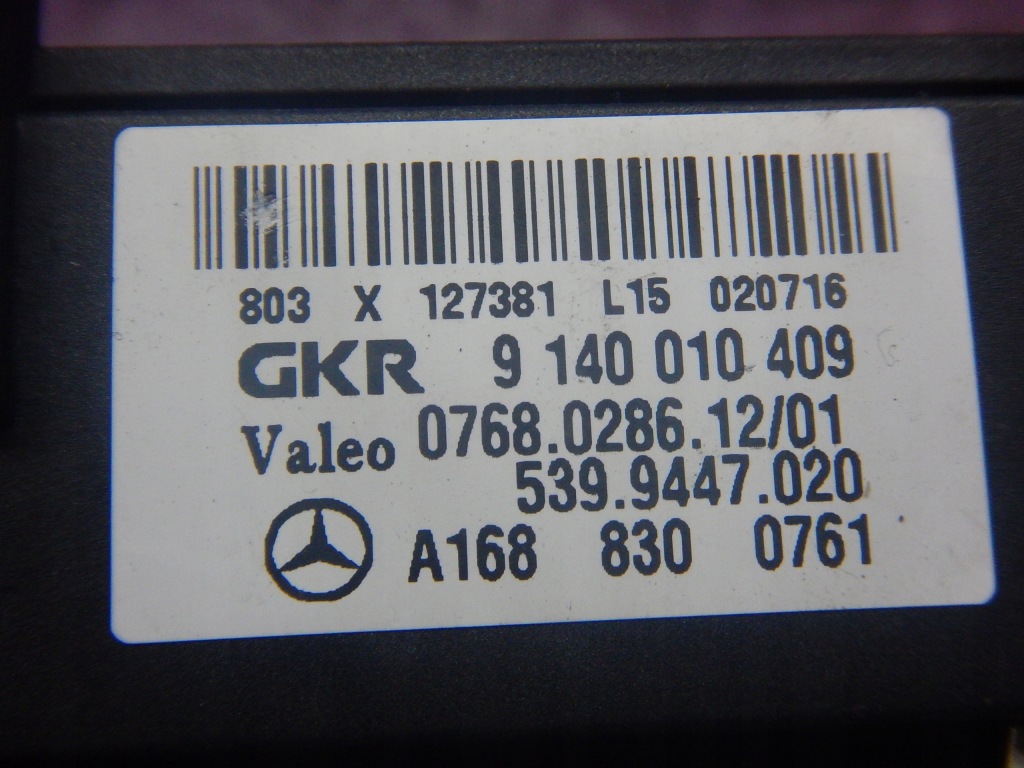 803 X 127381 L15 020716
GKR 9 140 010 409
Valeo 0768.0286.12/01
539.9447.020
A168 830 0761